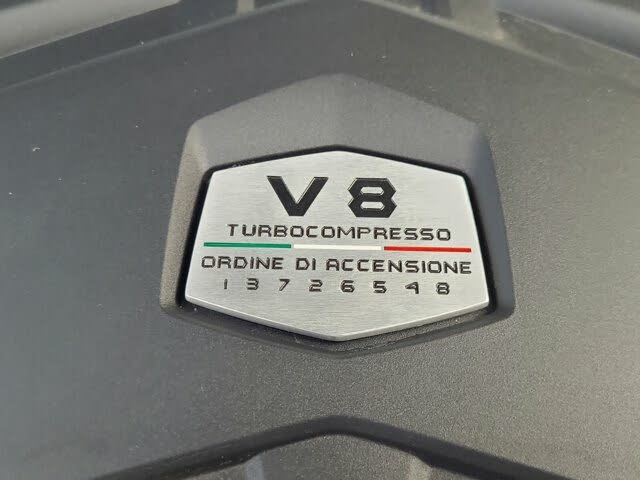 V8
TURBOCOMPRESSO
ORDINE DI ACCENSIONE
1 3 7 2 6 5 4 8